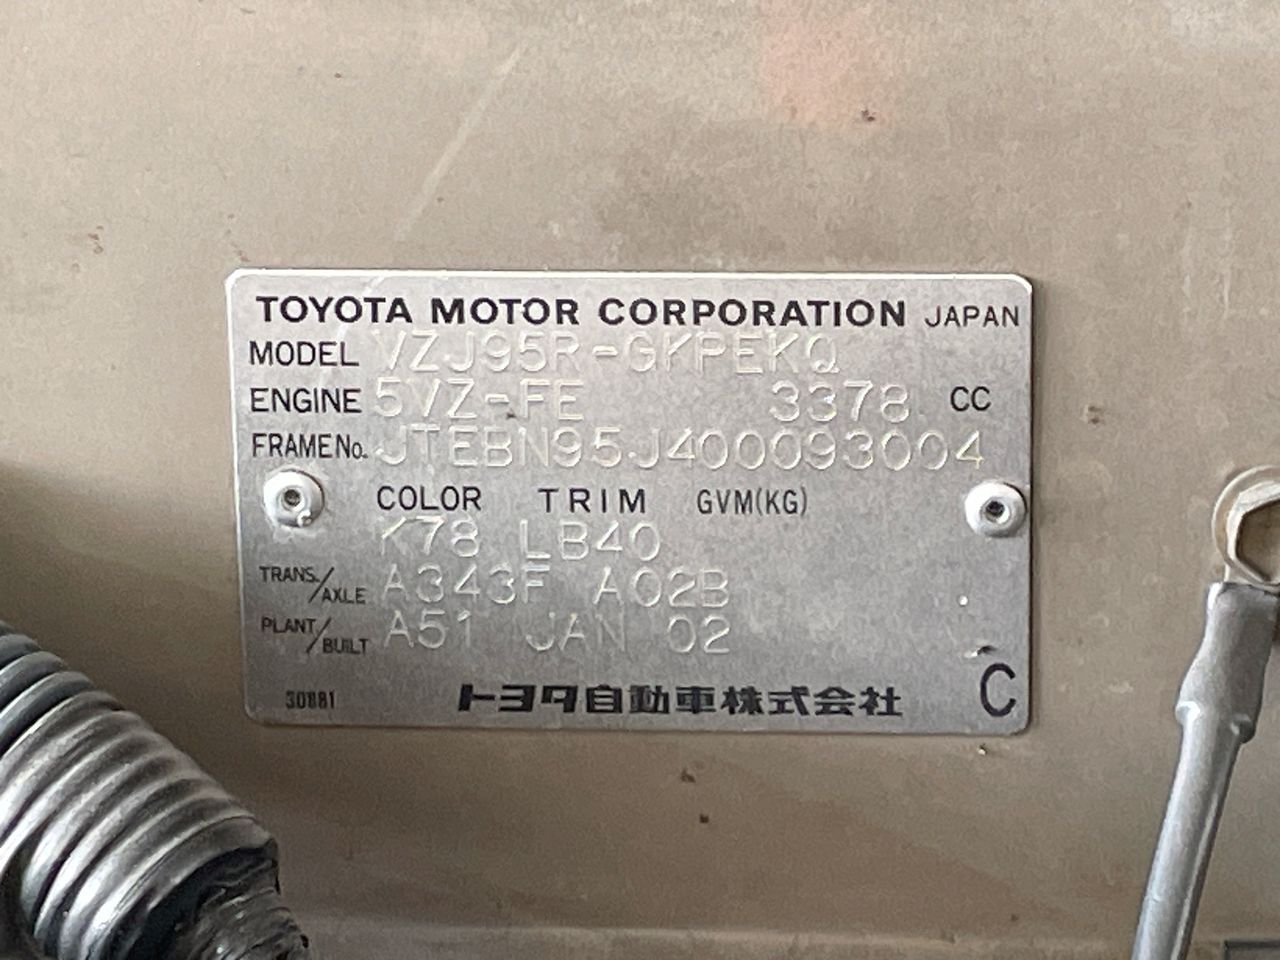 TOYOTA MOTOR CORPORATION JAPAN
MODEL VZJ95R-GKPEKQ
ENGINE 5VZ-FE 3378 CC
FRAME No. JTEBN95J400093004
COLOR TRIM GVM(KG)
K78 LB40
TRANS./AXLE A343F A02B
PLANT/BUILT A51 JAN 02
30881 トヨタ自動車株式会社 C